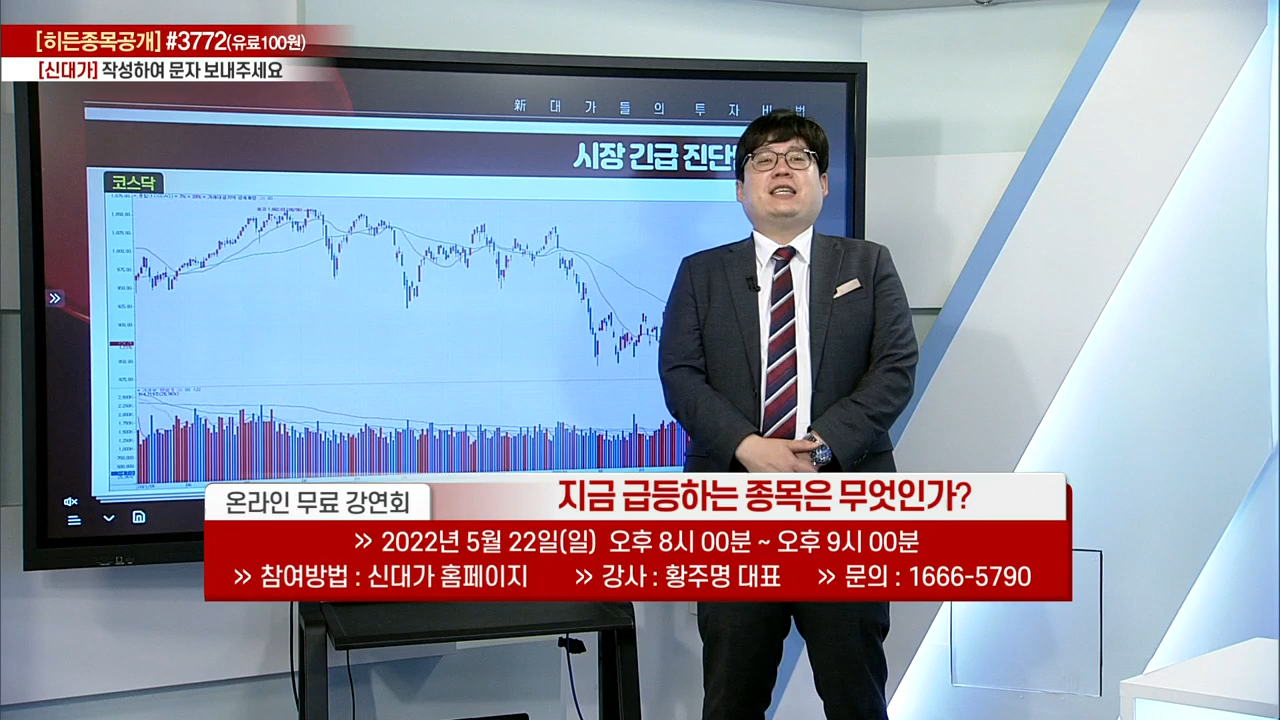 [히든종목공개] #3772(유료100원)
[신대가] 작성하여 문자 보내주세요
新 대 가 들 의 투 자 비 법
시장 긴급 진단
코스닥
온라인 무료 강연회
지금 급등하는 종목은 무엇인가?
» 2022년 5월 22일(일) 오후 8시 00분 ~ 오후 9시 00분
» 참여방법 : 신대가 홈페이지 » 강사 : 황주명 대표 » 문의 : 1666-5790